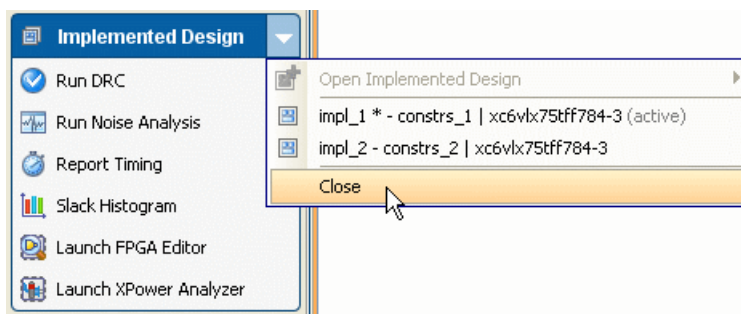 Implemented Design
Run DRC
Run Noise Analysis
Report Timing
Slack Histogram
Launch FPGA Editor
Launch XPower Analyzer
Open Implemented Design
impl_1 * - constrs_1 | xc6vlx75tff784-3 (active)
impl_2 - constrs_2 | xc6vlx75tff784-3
Close